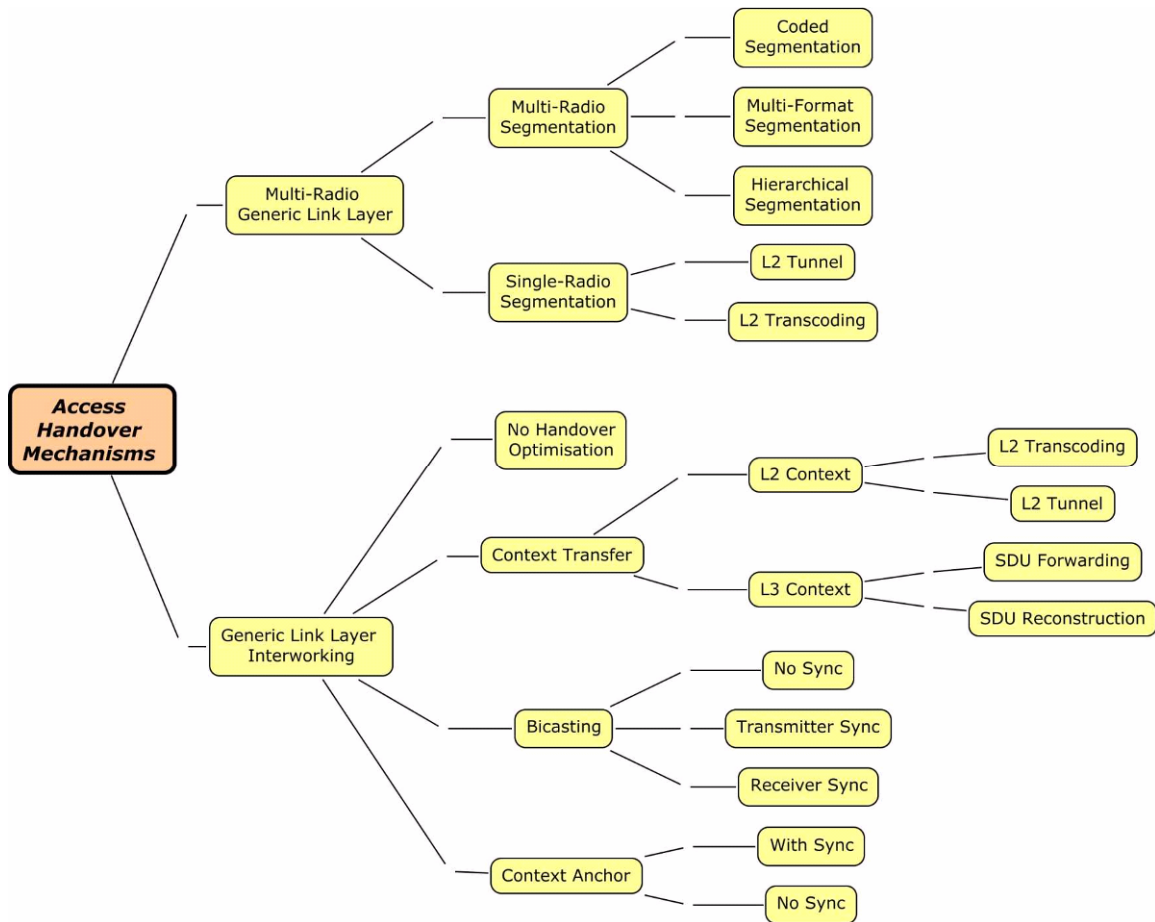 Access
Handover
Mechanisms
Multi-Radio
Generic Link Layer
Multi-Radio
Segmentation
Coded
Segmentation
Multi-Format
Segmentation
Hierarchical
Segmentation
Single-Radio
Segmentation
L2 Tunnel
L2 Transcoding
Generic Link Layer
Interworking
No Handover
Optimisation
Context Transfer
L2 Context
L2 Transcoding
L2 Tunnel
L3 Context
SDU Forwarding
SDU Reconstruction
Bicasting
No Sync
Transmitter Sync
Receiver Sync
Context Anchor
With Sync
No Sync